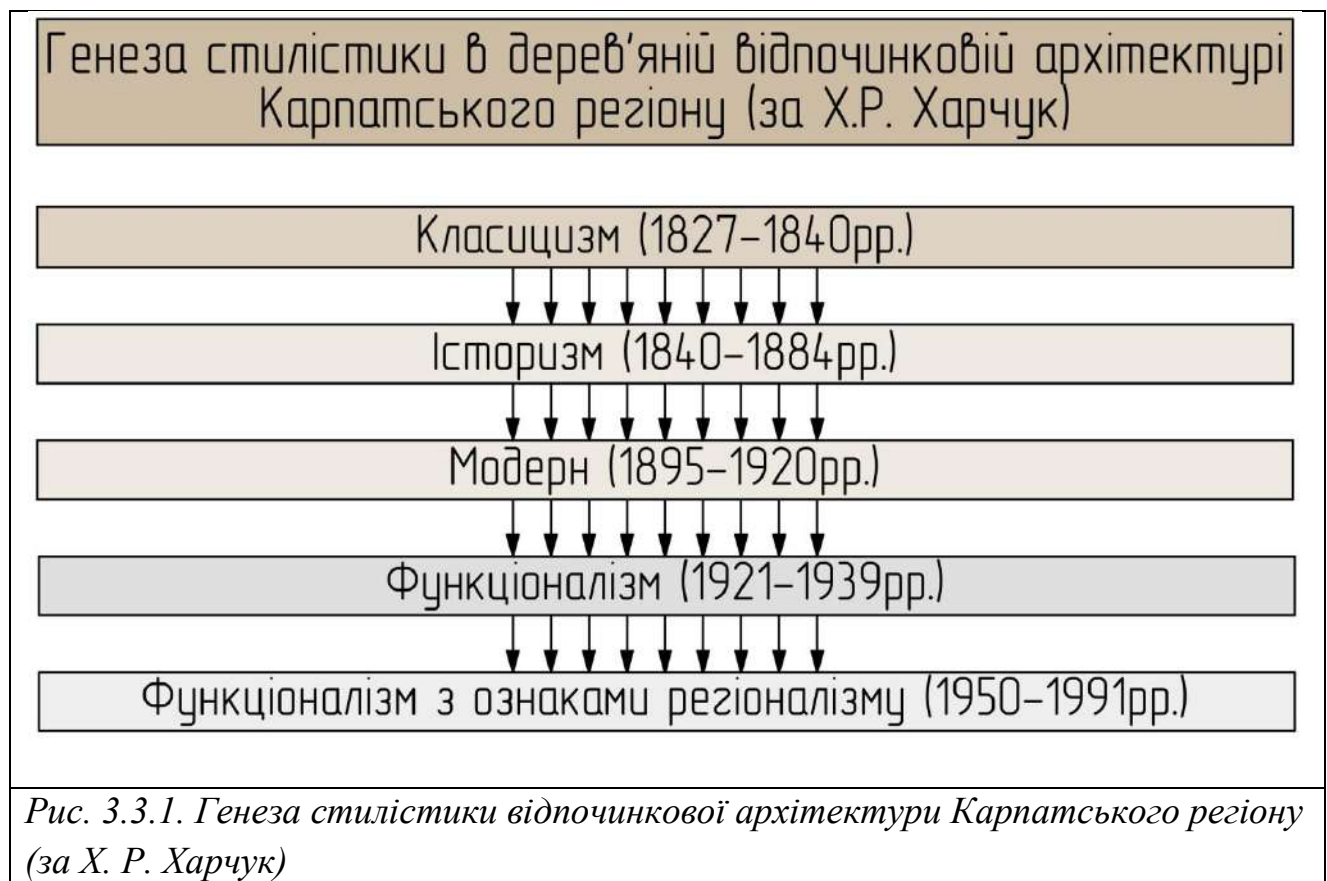 Генеза стилістики в дерев'яній відпочинковій архітектурі
Карпатського регіону (за Х.Р. Харчук)
Класицизм (1827–1840рр.)
Історизм (1840–1884рр.)
Модерн (1895–1920рр.)
Функціоналізм (1921–1939рр.)
Функціоналізм з ознаками регіоналізму (1950–1991рр.)
Рис. 3.3.1. Генеза стилістики відпочинкової архітектури Карпатського регіону
(за Х. Р. Харчук)